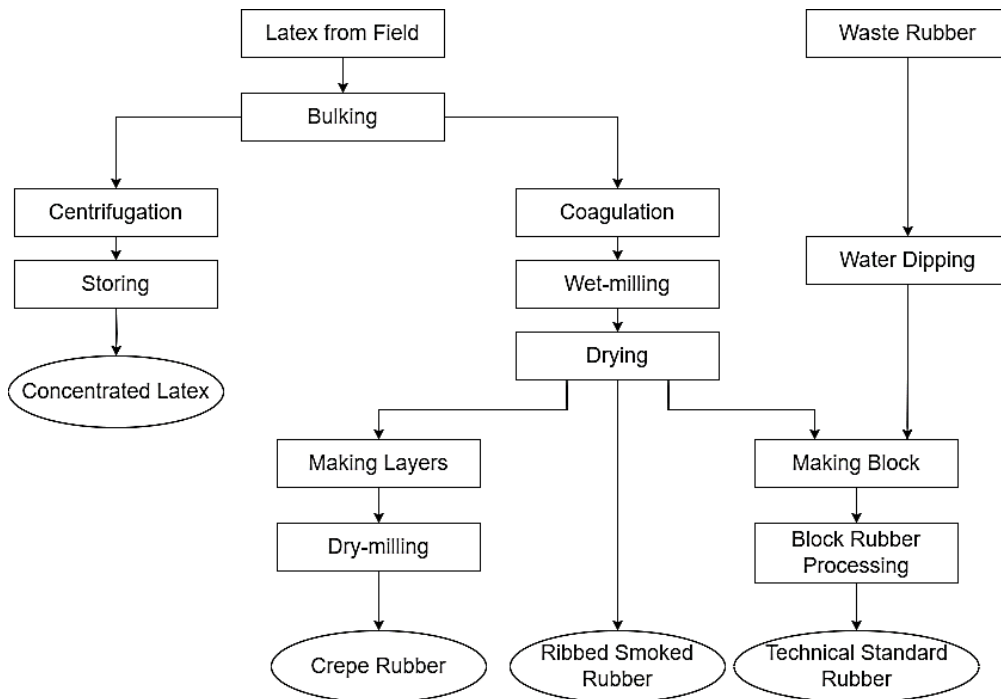 Latex from Field
Waste Rubber
Bulking
Centrifugation
Coagulation
Storing
Wet-milling
Water Dipping
Drying
Concentrated Latex
Making Layers
Making Block
Dry-milling
Block Rubber
Processing
Crepe Rubber
Ribbed Smoked
Rubber
Technical Standard
Rubber